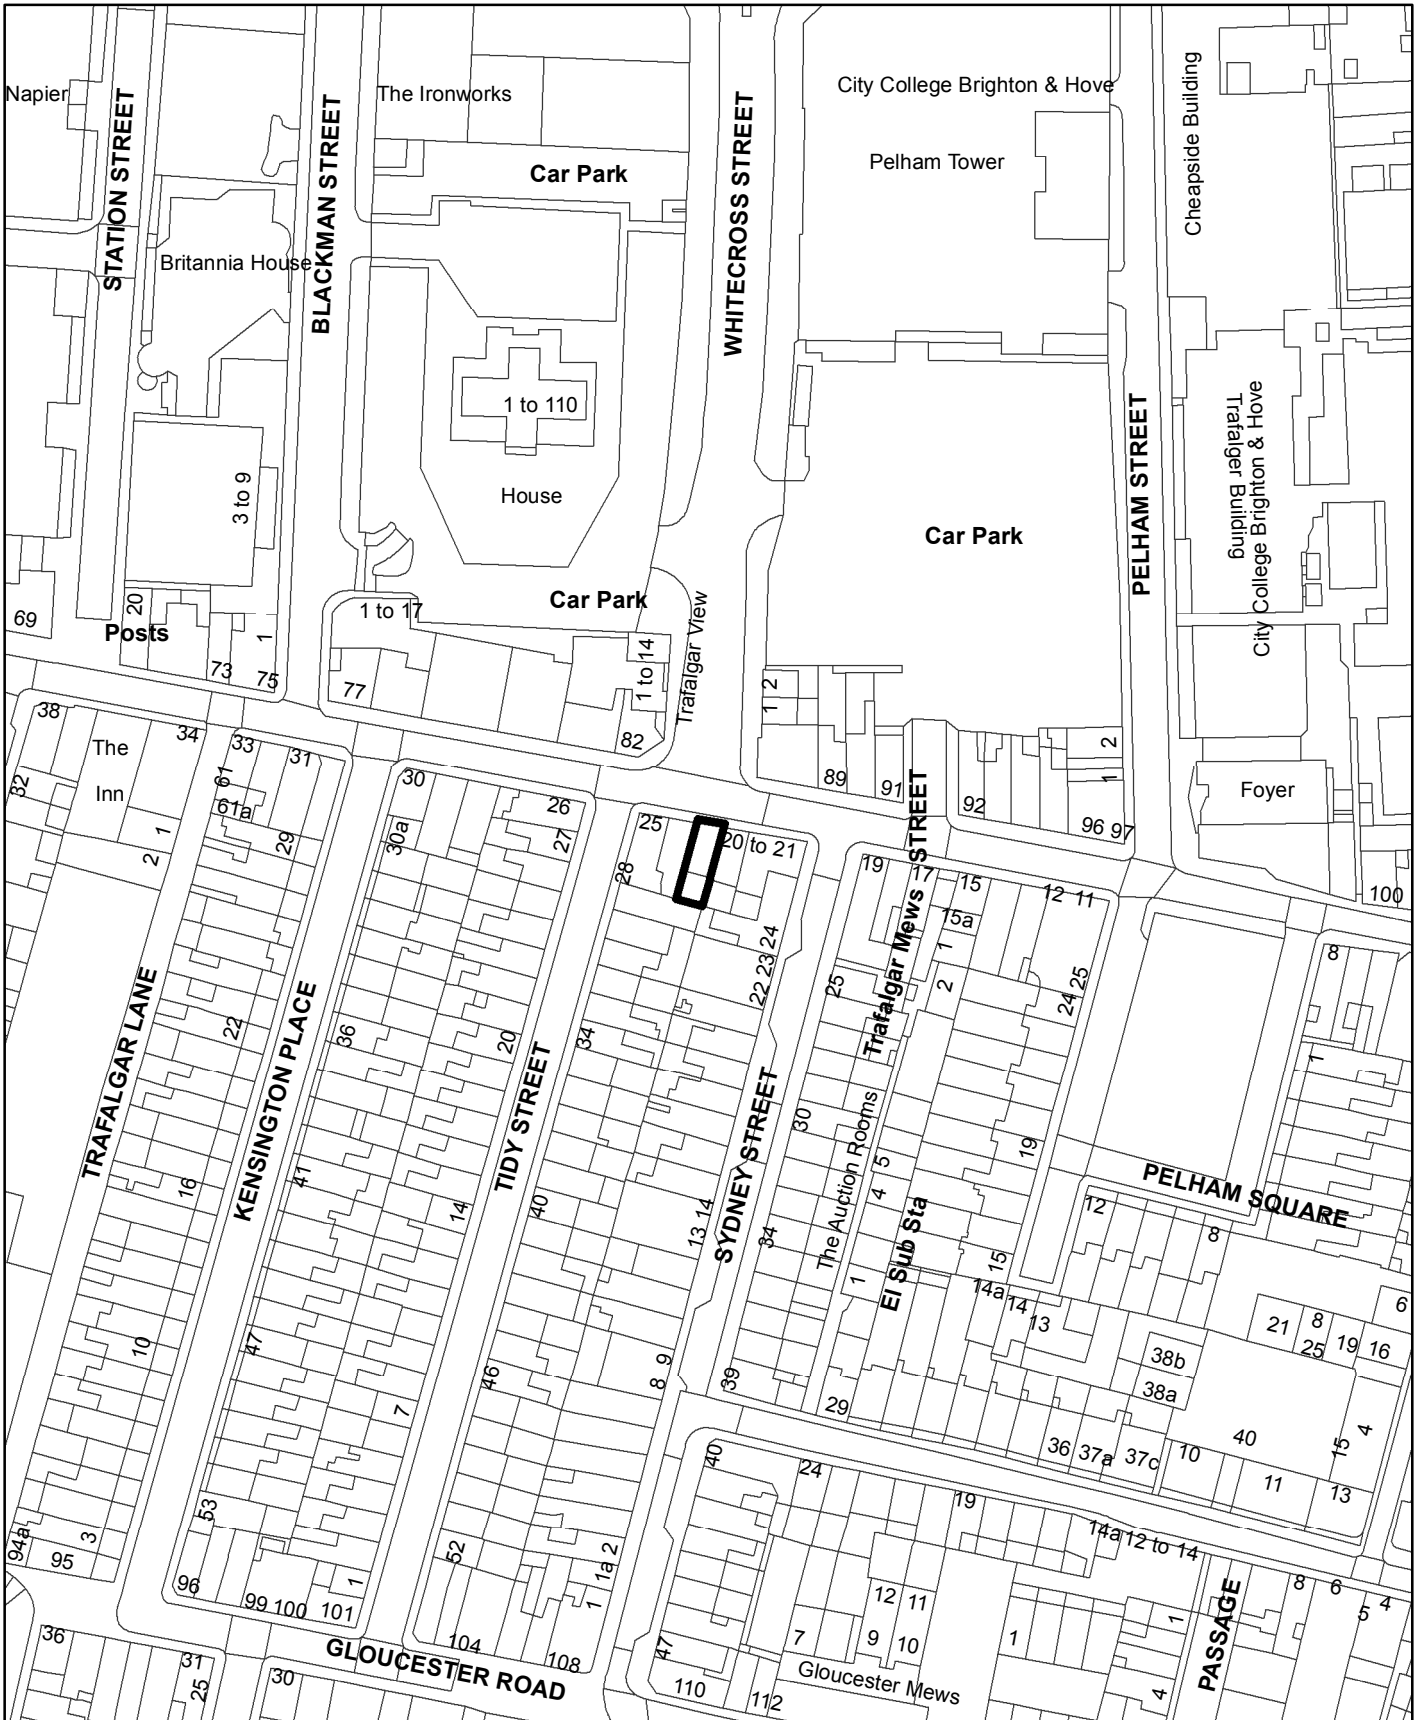 Napier
STATION STREET
BLACKMAN STREET
The Ironworks
Car Park
WHITECROSS STREET
City College Brighton & Hove
Pelham Tower
Cheapside Building
Britannia House
1 to 110
House
3 to 9
Car Park
PELHAM STREET
City College Brighton & Hove
Trafalger Building
69
20
Posts
1
73
75
1 to 17
Car Park
77
1 to 14
Trafalgar View
82
2
1
89
91
92
2
1
96
97
Foyer
100
38
The
Inn
34
32
33
31
61
61a
29
1
2
30
30a
26
27
25
28
20 to 21
24
23
22
19
17
15
15a
1
2
12
11
25
24
8
1
Trafalgar Mews STREET
TRAFALGAR LANE
22
KENSINGTON PLACE
36
20
TIDY STREET
34
SYDNEY STREET
25
30
The Auction Rooms
5
4
El Sub Sta
19
PELHAM SQUARE
16
41
14
40
13
14
34
1
15
14a
14
13
12
8
6
21
8
25
19
16
10
47
7
46
9
8
39
29
38b
38a
36
37a
37c
10
40
11
15
4
13
94a
95
3
53
96
99
100
101
1
52
104
108
1
1a
2
40
24
19
14a
12 to 14
12
11
9
10
7
1
47
110
112
Gloucester Mews
PASSAGE
1
4
8
6
5
4
36
31
25
30
GLOUCESTER ROAD